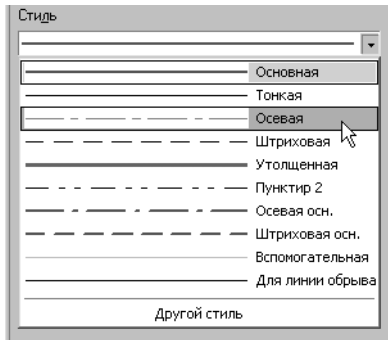 Стиль
Основная
Тонкая
Осевая
Штриховая
Утолщенная
Пунктир 2
Осевая осн.
Штриховая осн.
Вспомогательная
Для линии обрыва
Другой стиль